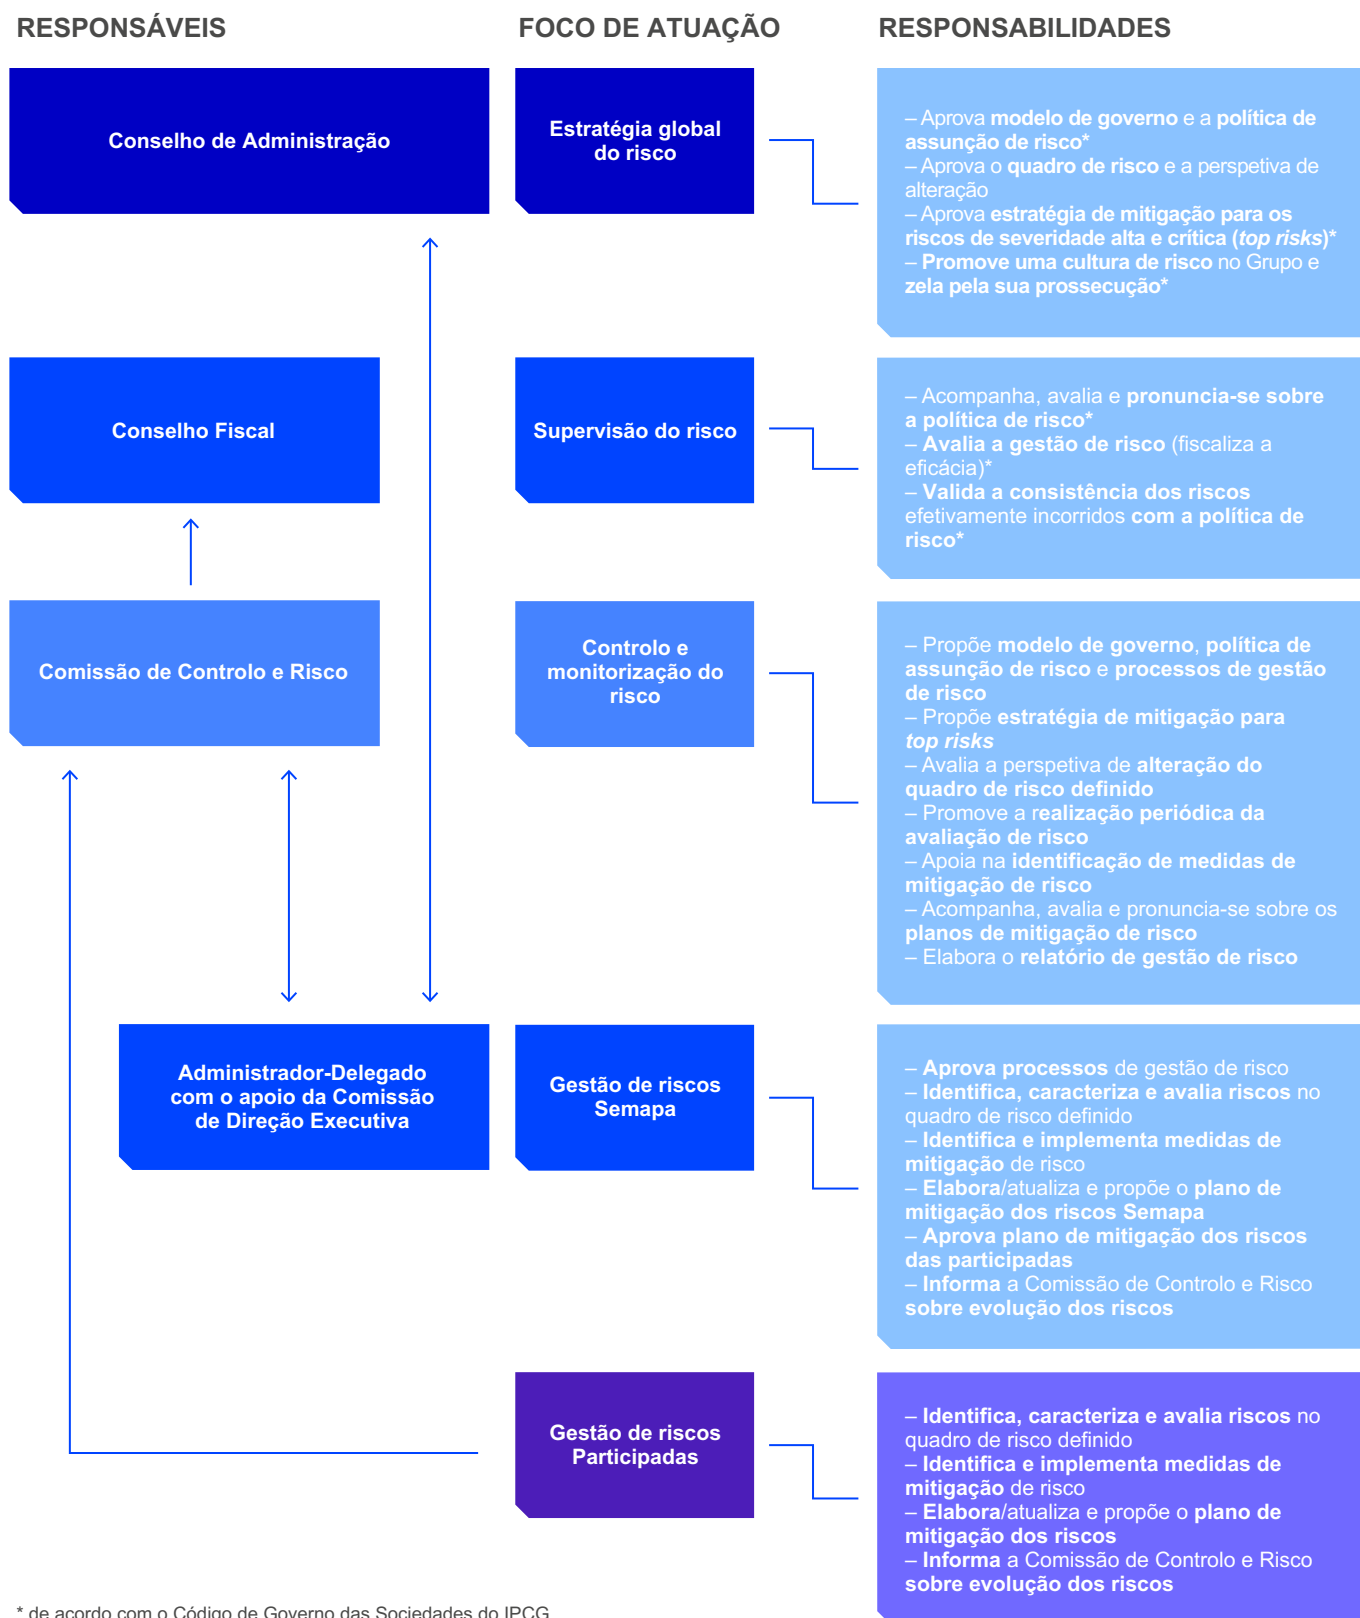 RESPONSÁVEIS
FOCO DE ATUAÇÃO
RESPONSABILIDADES
Conselho de Administração
Estratégia global
do risco
– Aprova modelo de governo e a política de
assunção de risco*
– Aprova o quadro de risco e a perspetiva de
alteração
– Aprova estratégia de mitigação para os
riscos de severidade alta e crítica (top risks)*
– Promove uma cultura de risco no Grupo e
zela pela sua prossecução*
Conselho Fiscal
Supervisão do risco
– Acompanha, avalia e pronuncia-se sobre
a política de risco*
– Avalia a gestão de risco (fiscaliza a
eficácia)*
– Valida a consistência dos riscos
efetivamente incorridos com a política de
risco*
Comissão de Controlo e Risco
Controlo e
monitorização do
risco
– Propõe modelo de governo, política de
assunção de risco e processos de gestão
de risco
– Propõe estratégia de mitigação para
top risks
– Avalia a perspetiva de alteração do
quadro de risco definido
– Promove a realização periódica da
avaliação de risco
– Apoia na identificação de medidas de
mitigação de risco
– Acompanha, avalia e pronuncia-se sobre os
planos de mitigação de risco
– Elabora o relatório de gestão de risco
Administrador-Delegado
com o apoio da Comissão
de Direção Executiva
Gestão de riscos
Semapa
– Aprova processos de gestão de risco
– Identifica, caracteriza e avalia riscos no
quadro de risco definido
– Identifica e implementa medidas de
mitigação de risco
– Elabora/atualiza e propõe o plano de
mitigação dos riscos Semapa
– Aprova plano de mitigação dos riscos
das participadas
– Informa a Comissão de Controlo e Risco
sobre evolução dos riscos
Gestão de riscos
Participadas
– Identifica, caracteriza e avalia riscos no
quadro de risco definido
– Identifica e implementa medidas de
mitigação de risco
– Elabora/atualiza e propõe o plano de
mitigação dos riscos
– Informa a Comissão de Controlo e Risco
sobre evolução dos riscos
* de acordo com o Código de Governo das Sociedades do IPCG